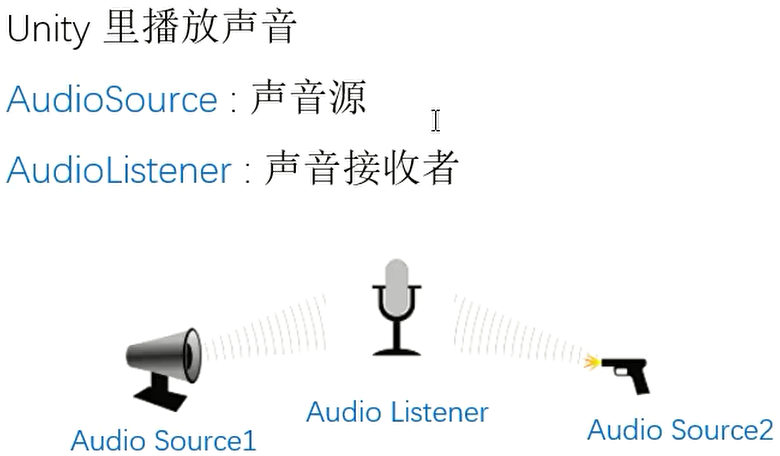 Unity 里播放声音
AudioSource : 声音源
AudioListener : 声音接收者
Audio Listener
Audio Source1
Audio Source2